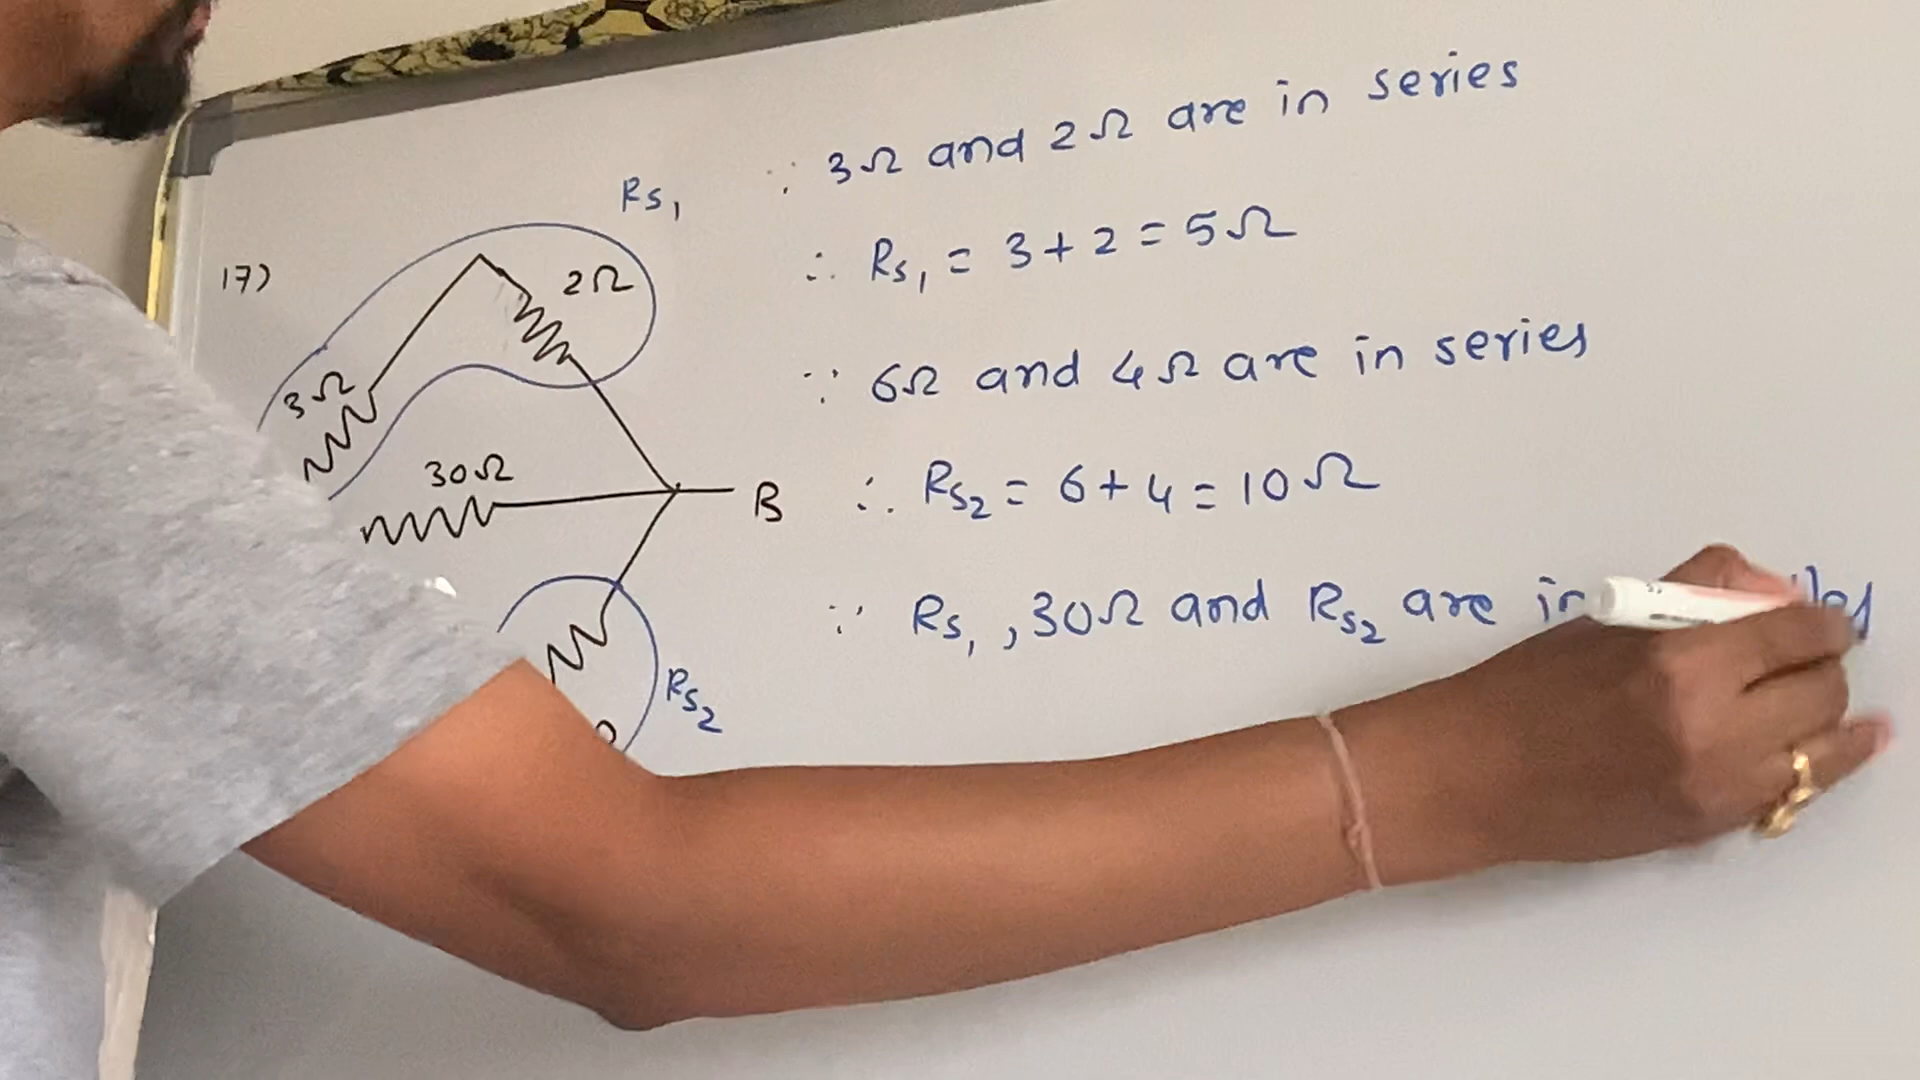 17)
Rs₁
2Ω
3Ω
30Ω
B
Rs₂
∵ 3Ω and 2Ω are in series
∴ Rs₁ = 3 + 2 = 5Ω
∵ 6Ω and 4Ω are in series
∴ Rs₂ = 6 + 4 = 10Ω
∵ Rs₁, 30Ω and Rs₂ are in